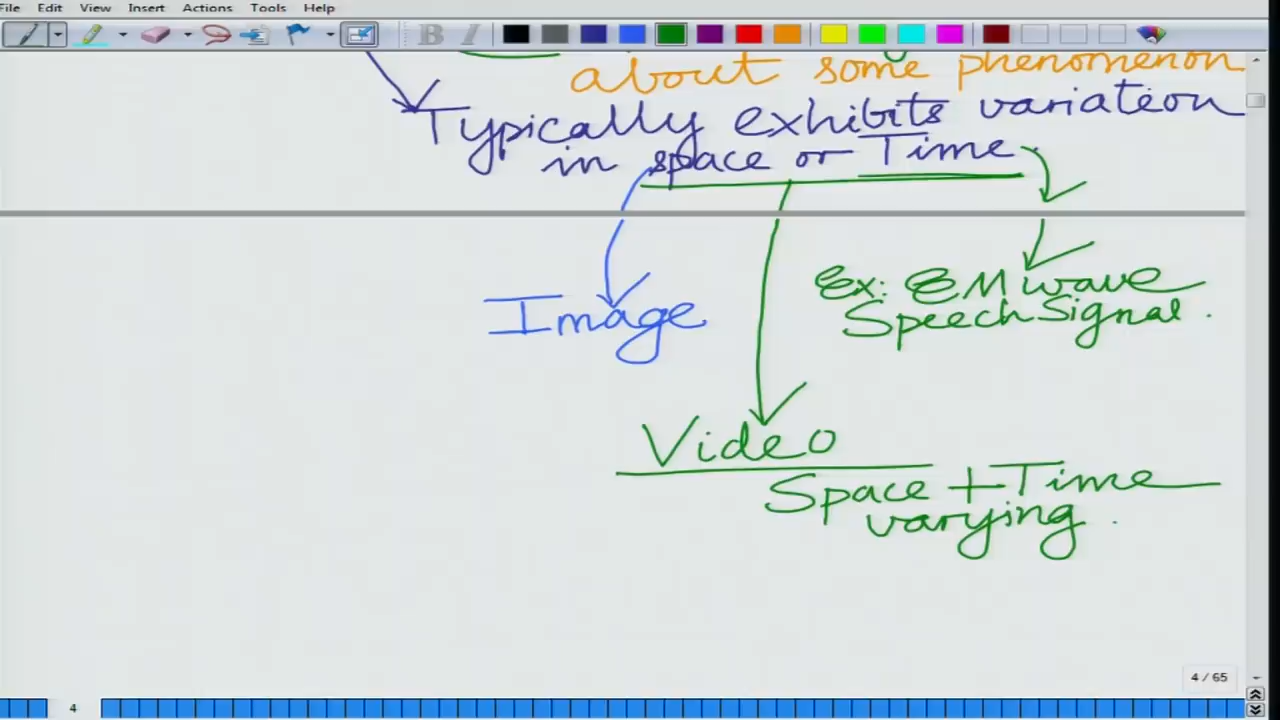 File Edit View Insert Actions Tools Help
B I
about some phenomenon
Typically exhibits variation
in space or Time
Ex: EM wave
Speech Signal.
Image
Video
Space + Time
varying.
4 / 65
4